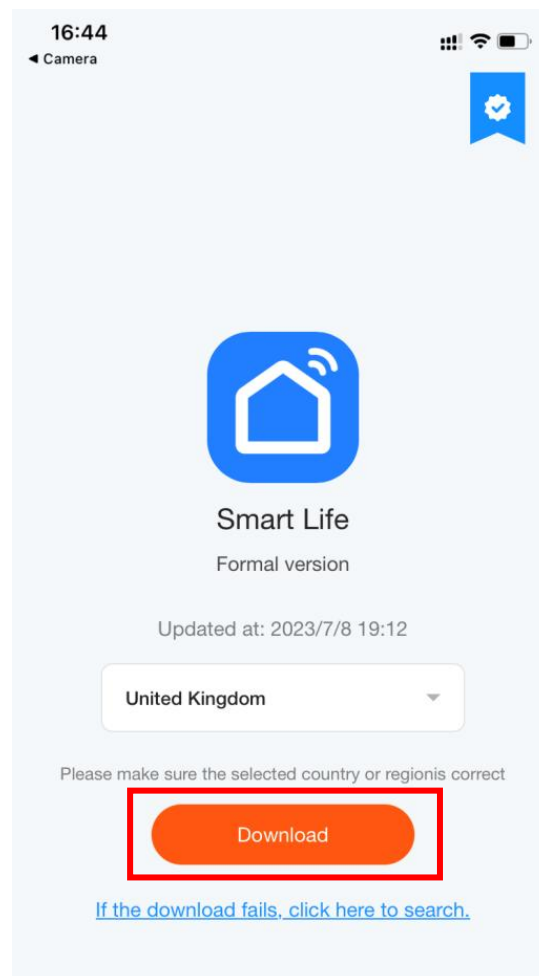 16:44
◀ Camera
Smart Life
Formal version
Updated at: 2023/7/8 19:12
United Kingdom
Please make sure the selected country or regionis correct
Download
If the download fails, click here to search.